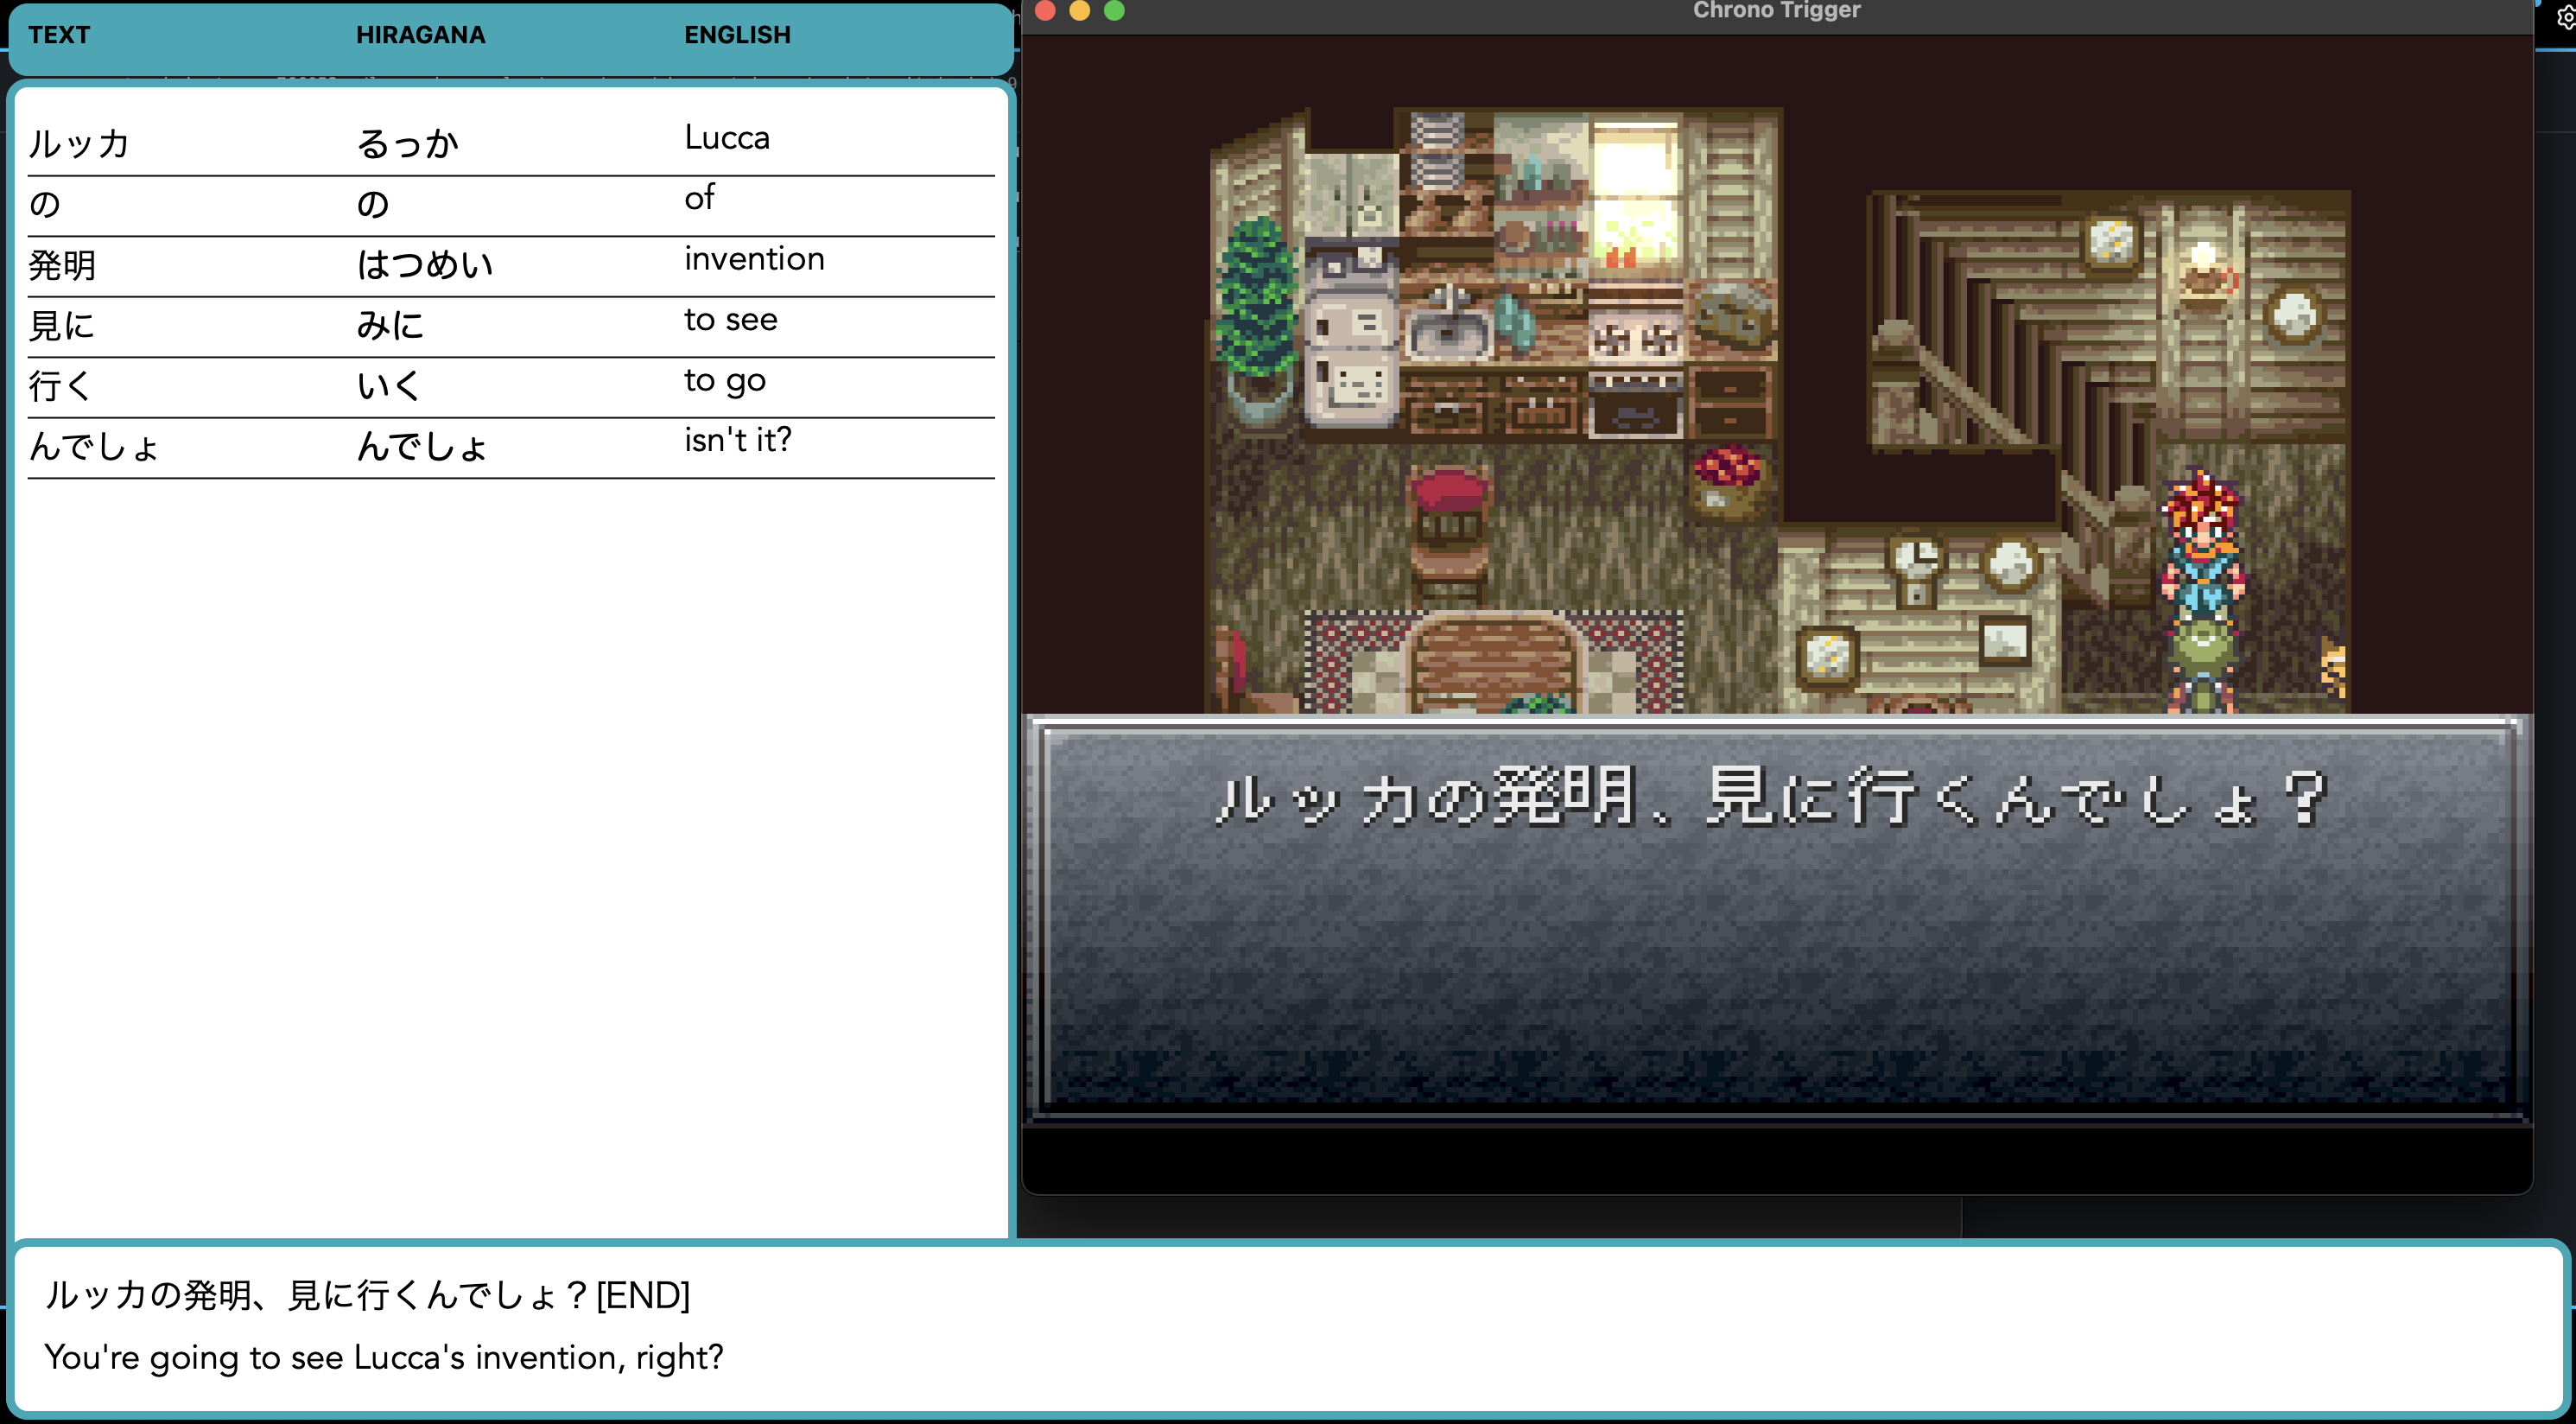 TEXT HIRAGANA ENGLISH
ルッカ るっか Lucca
の の of
発明 はつめい invention
見に みに to see
行く いく to go
んでしょ んでしょ isn't it?
Chrono Trigger
ルッカの発明、見に行くんでしょ？
ルッカの発明、見に行くんでしょ？[END]
You're going to see Lucca's invention, right?